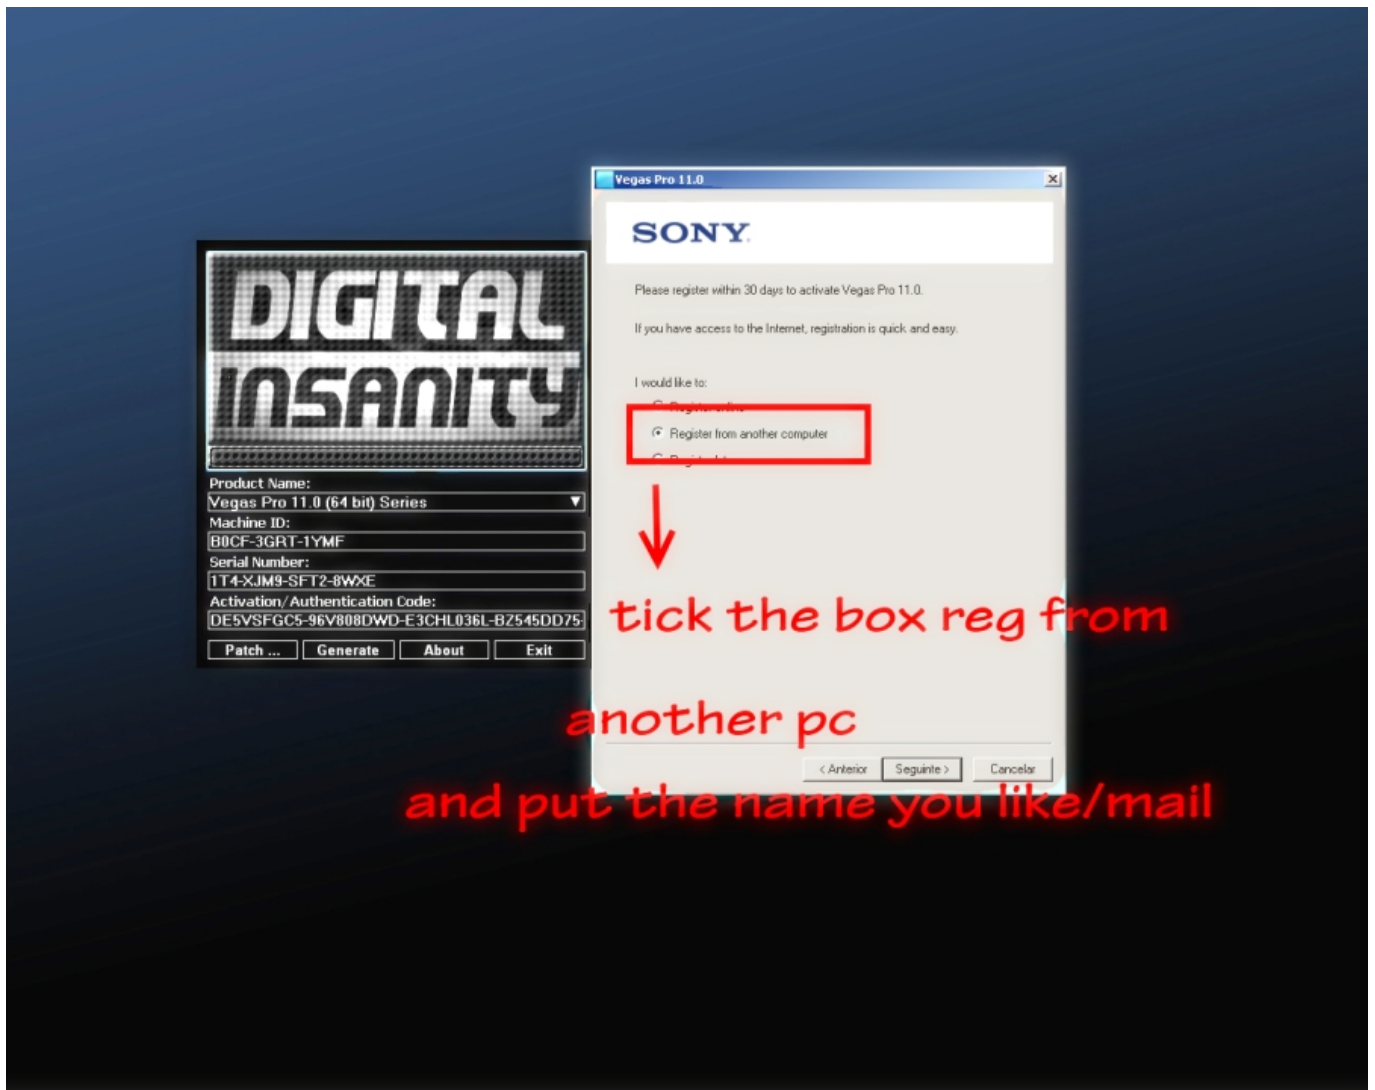 DIGITAL
INSANITY
Product Name:
Vegas Pro 11.0 (64 bit) Series
Machine ID:
B0CF-3GRT-1YMF
Serial Number:
1T4-XJM9-SFT2-8WXE
Activation/Authentication Code:
DE5VSFGC5-96V808DWD-E3CHL036L-BZ545DD75-
Patch ... Generate About Exit
Vegas Pro 11.0
SONY
Please register within 30 days to activate Vegas Pro 11.0.
If you have access to the Internet, registration is quick and easy.
I would like to:
Register from another computer
< Anterior Seguinte > Cancelar
tick the box reg from
another pc
and put the name you like/mail